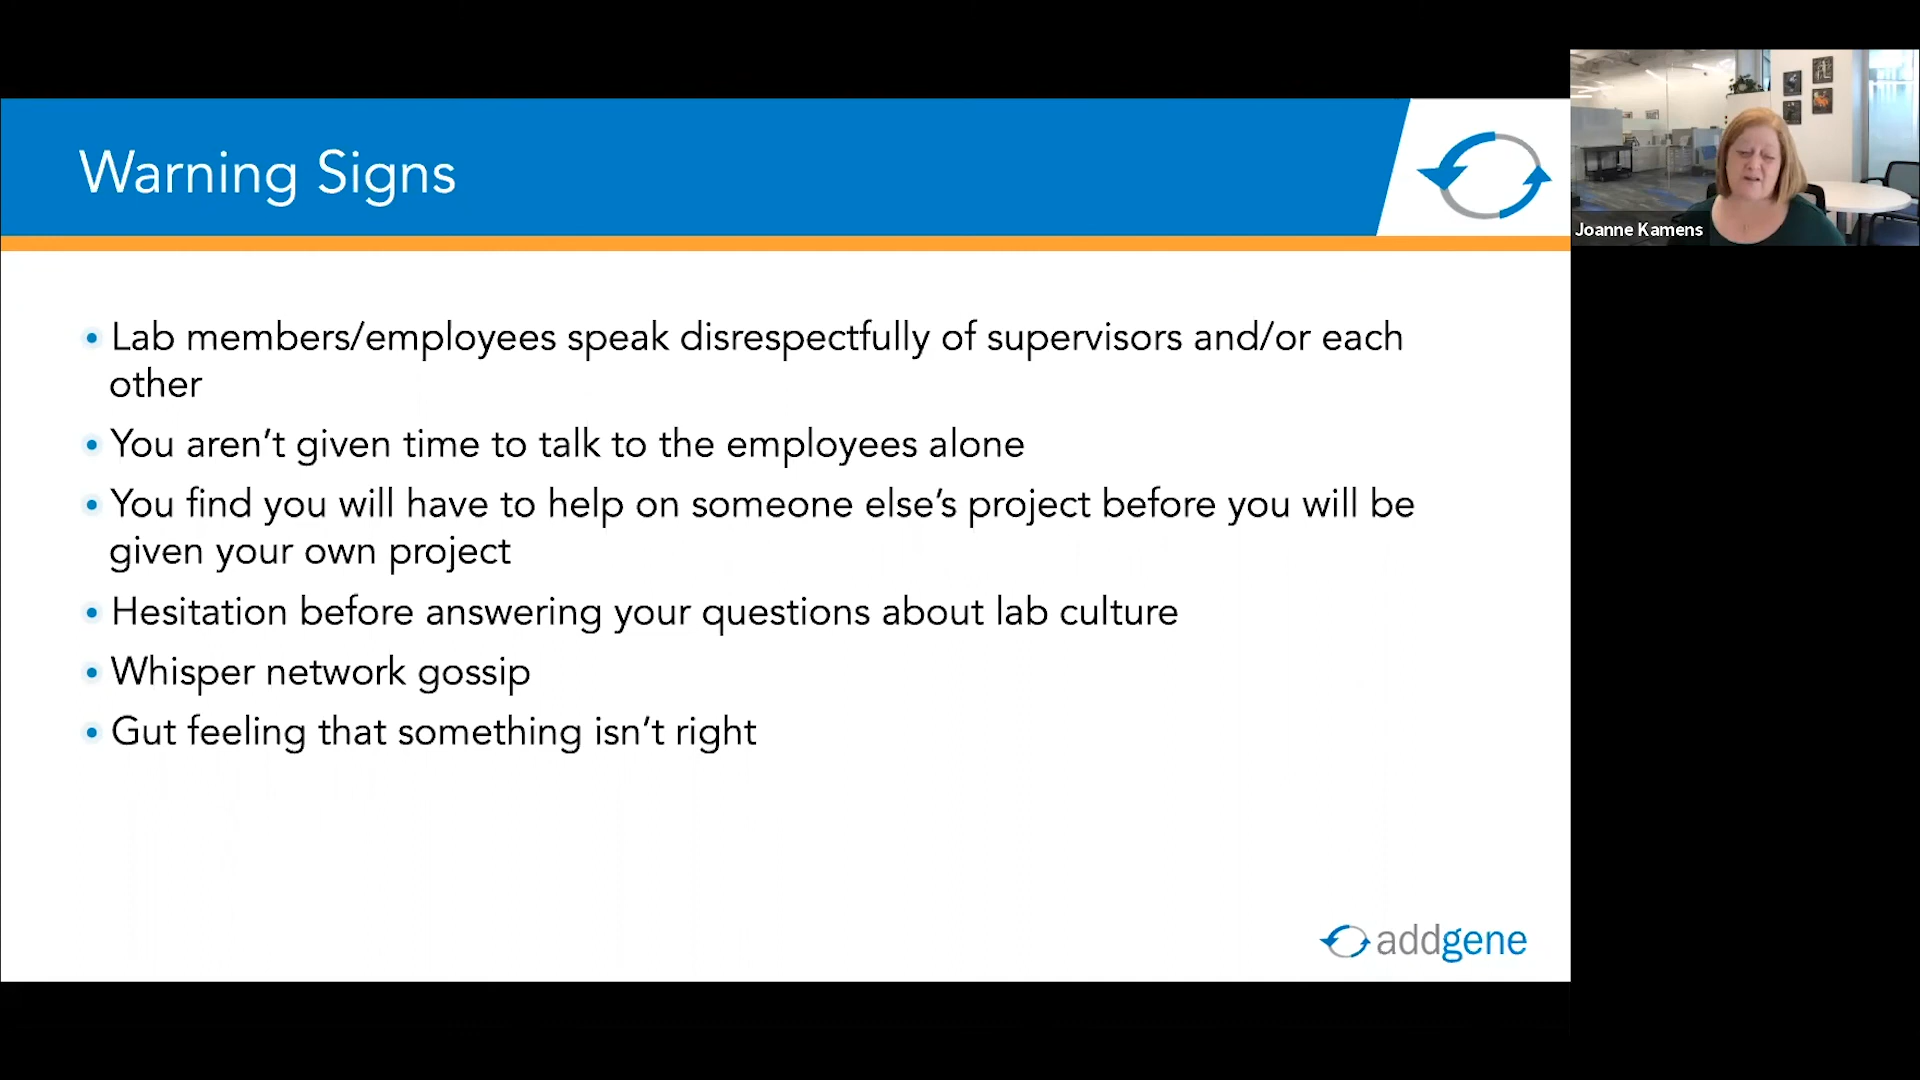 Warning Signs
Joanne Kamens
• Lab members/employees speak disrespectfully of supervisors and/or each
other
• You aren’t given time to talk to the employees alone
• You find you will have to help on someone else’s project before you will be
given your own project
• Hesitation before answering your questions about lab culture
• Whisper network gossip
• Gut feeling that something isn’t right
addgene